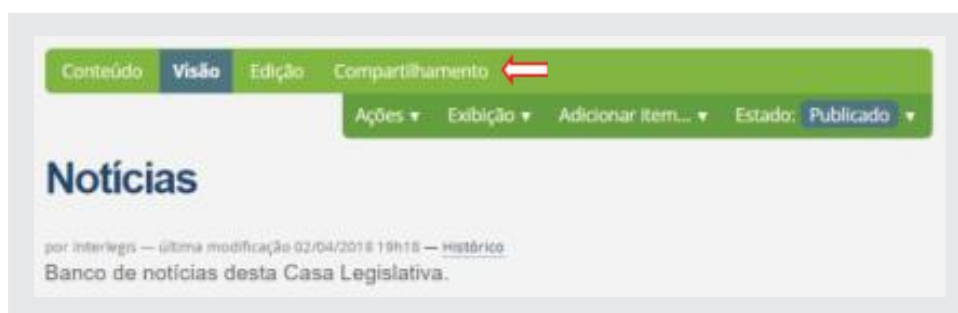 Conteúdo Visão Edição Compartilhamento
Ações ▾ Exibição ▾ Adicionar item... ▾ Estado: Publicado ▾
Notícias
por Interlegis — última modificação 02/04/2018 19h18 — Histórico
Banco de notícias desta Casa Legislativa.